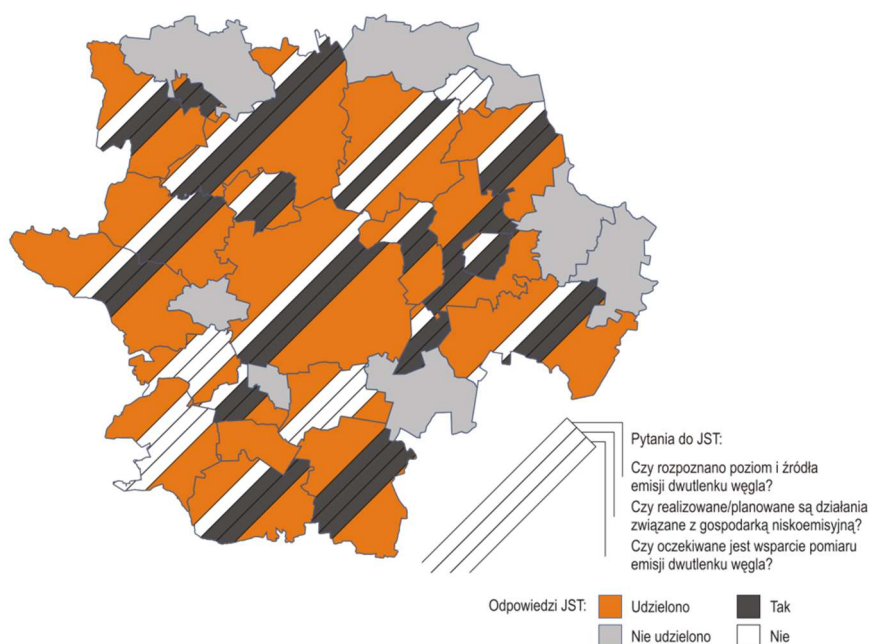 Pytania do JST:
Czy rozpoznano poziom i źródła
emisji dwutlenku węgla?
Czy realizowane/planowane są działania
związane z gospodarką niskoemisyjną?
Czy oczekiwane jest wsparcie pomiaru
emisji dwutlenku węgla?
Odpowiedzi JST: Udzielono Tak
Nie udzielono Nie